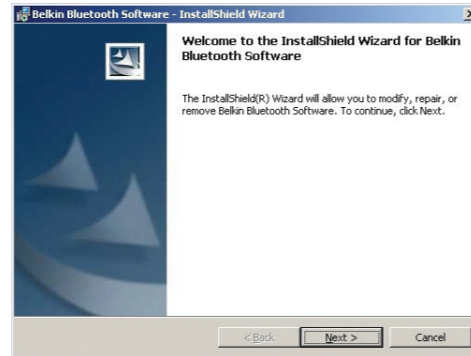 Belkin Bluetooth Software - InstallShield Wizard
Welcome to the InstallShield Wizard for Belkin
Bluetooth Software
The InstallShield(R) Wizard will allow you to modify, repair, or
remove Belkin Bluetooth Software. To continue, click Next.
< Back Next > Cancel